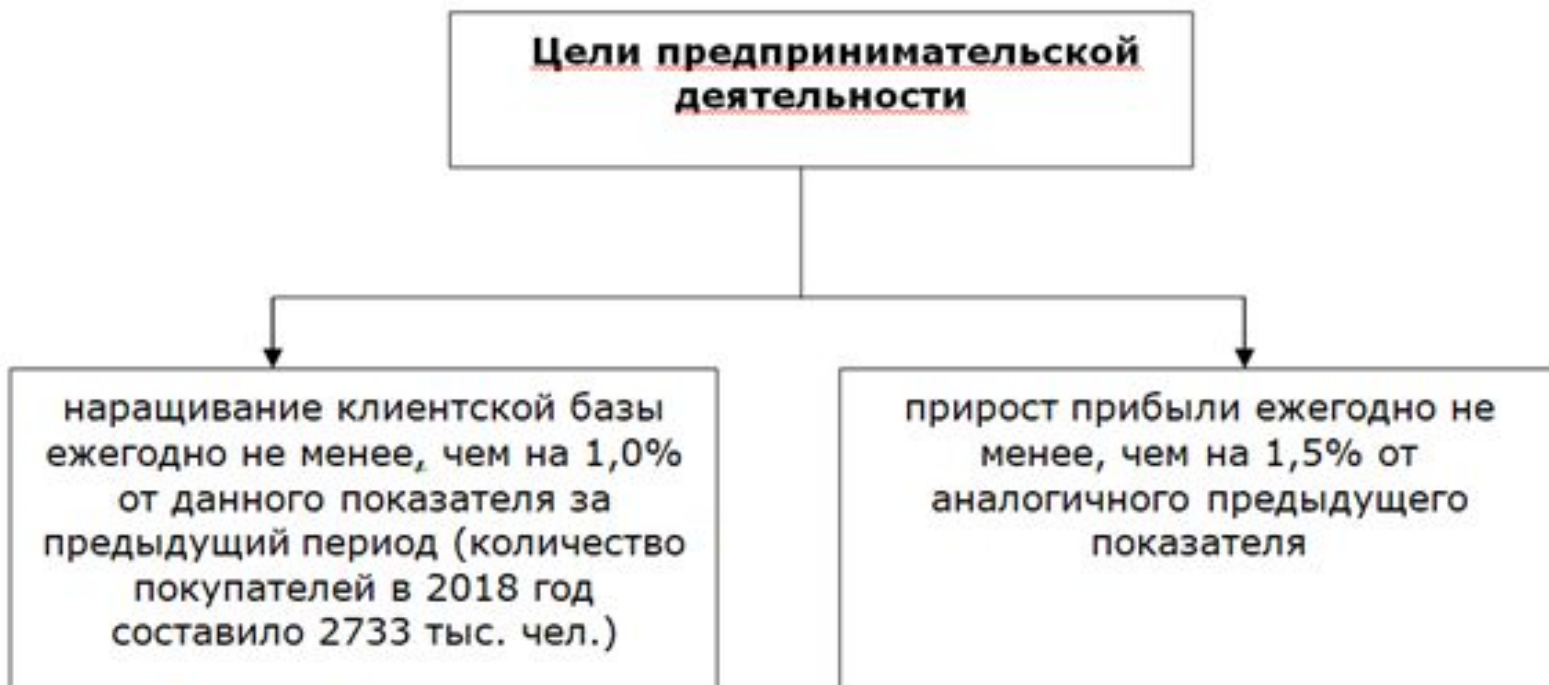 Цели предпринимательской
деятельности
наращивание клиентской базы
ежегодно не менее, чем на 1,0%
от данного показателя за
предыдущий период (количество
покупателей в 2018 год
составило 2733 тыс. чел.)
прирост прибыли ежегодно не
менее, чем на 1,5% от
аналогичного предыдущего
показателя